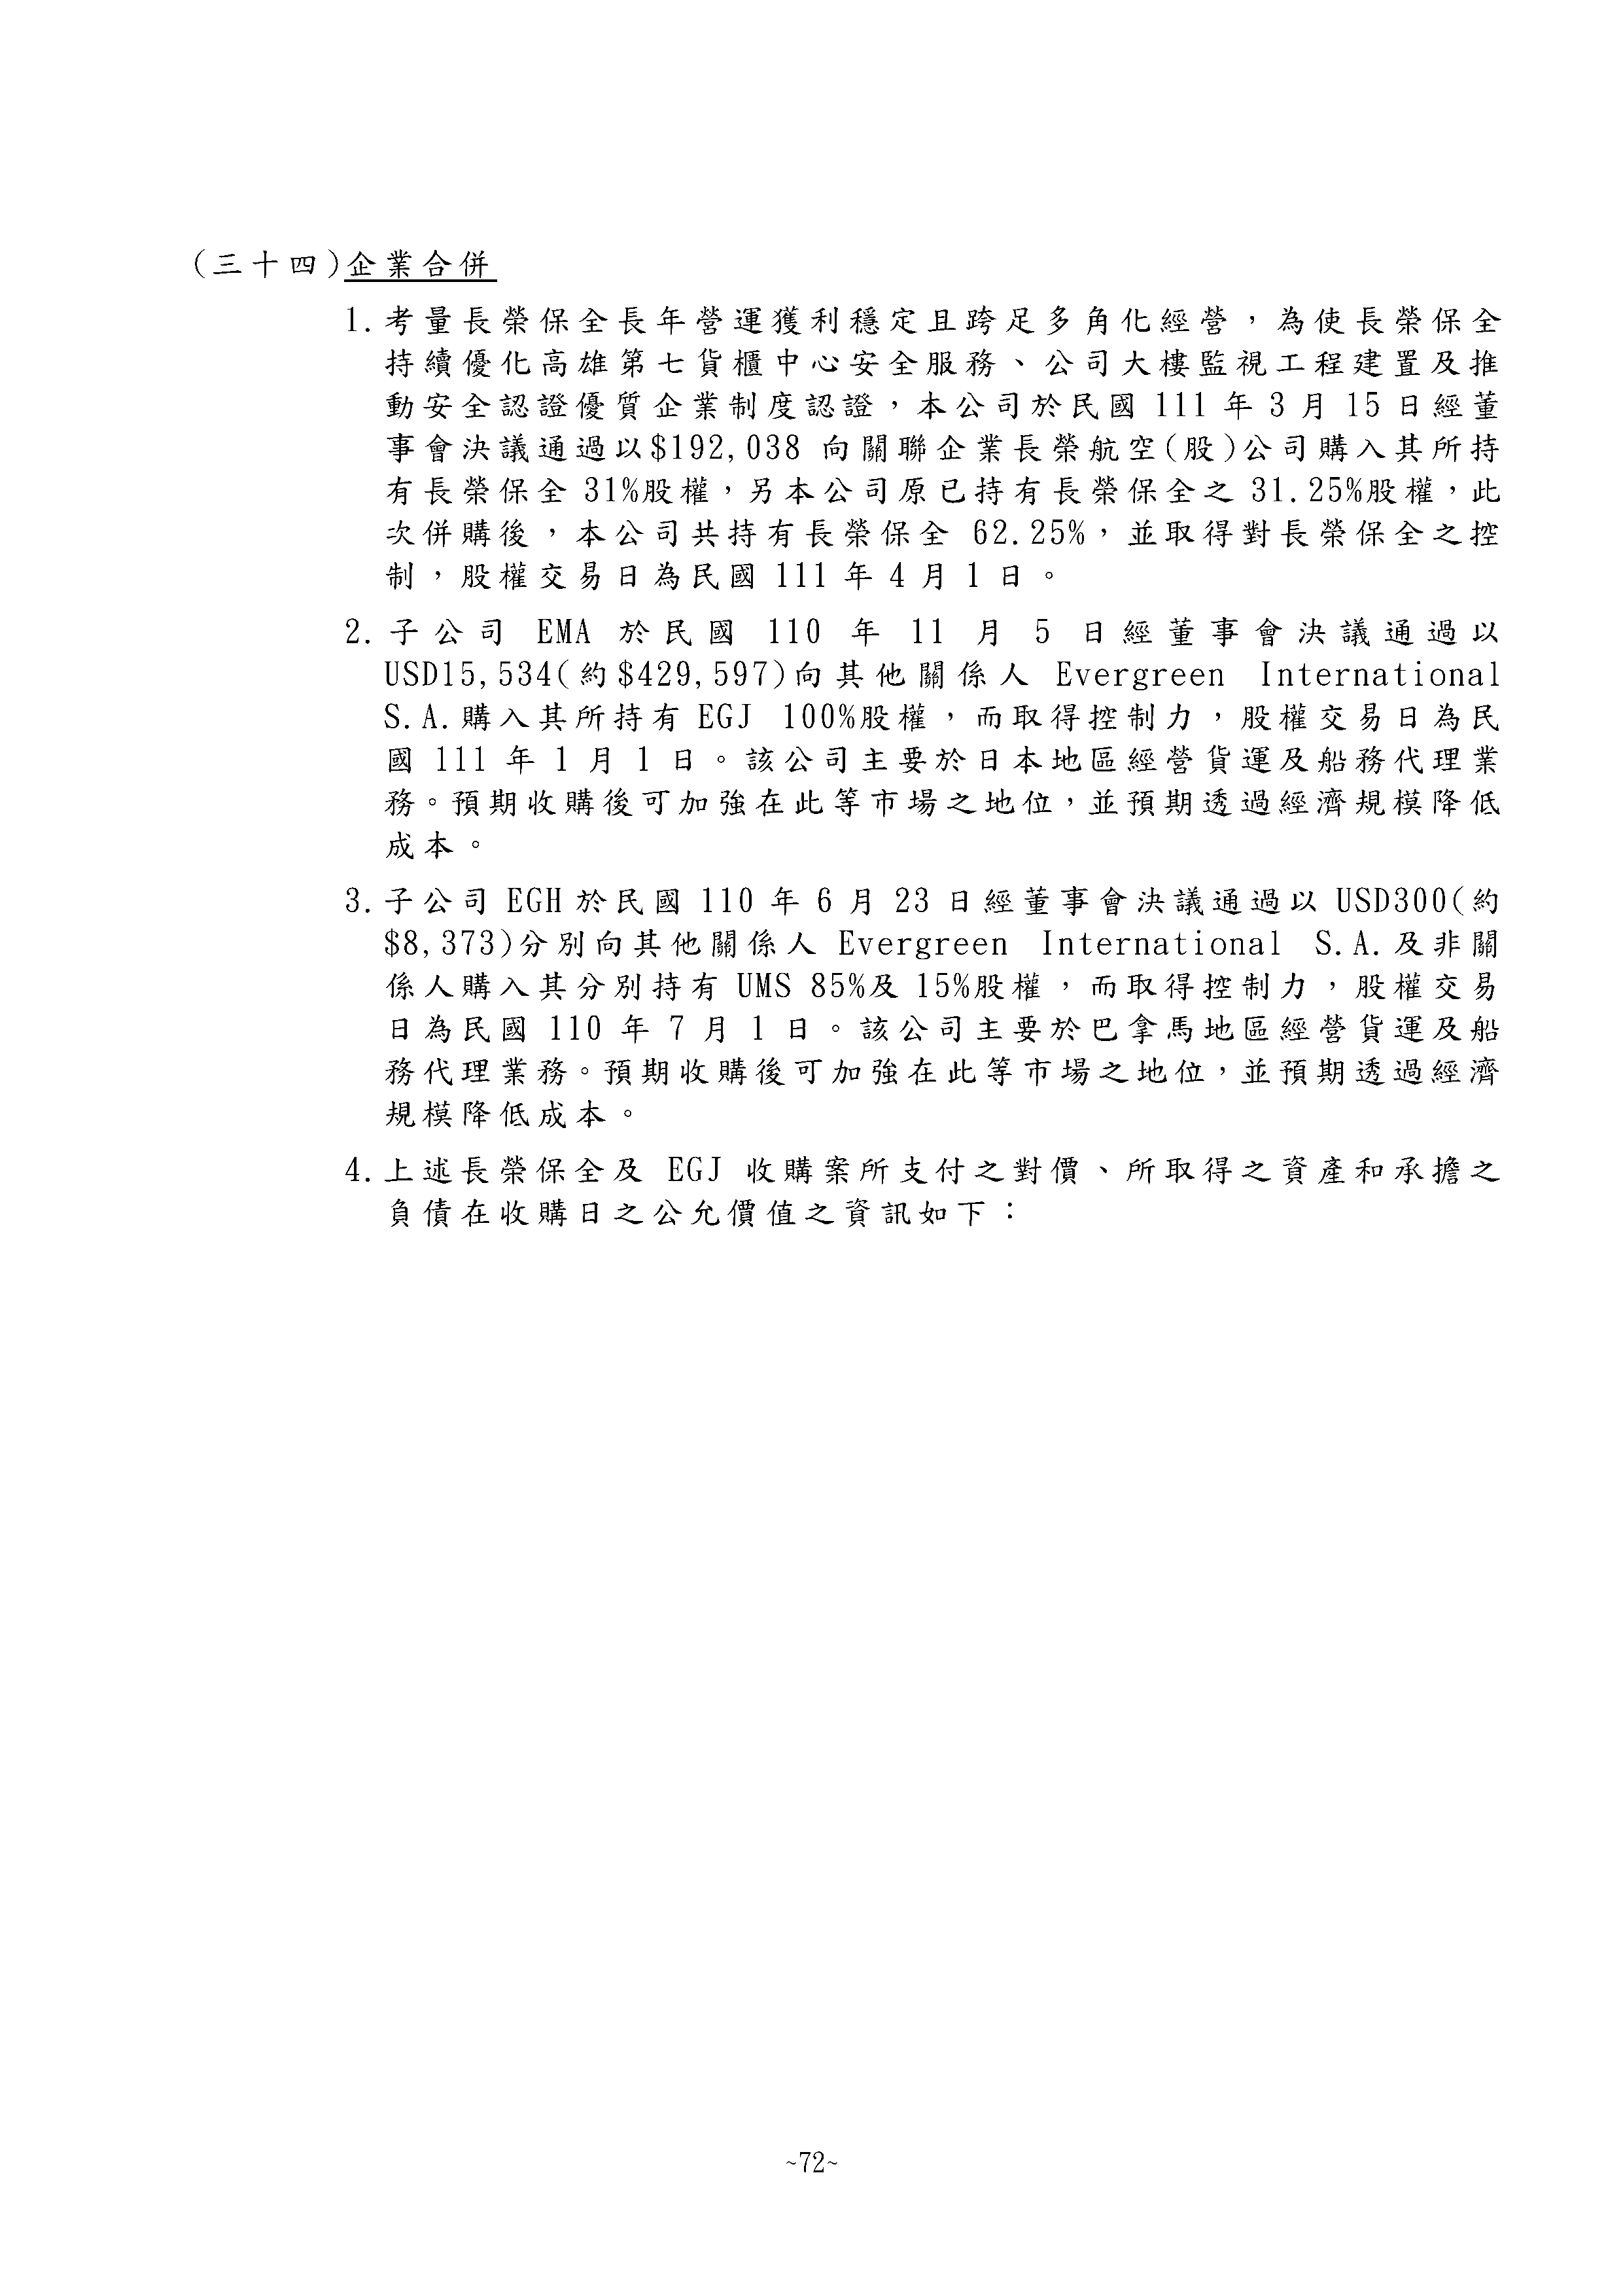 (三十四)企業合併
1.考量長榮保全長年營運獲利穩定且跨足多角化經營，為使長榮保全
持續優化高雄第七貨櫃中心安全服務、公司大樓監視工程建置及推
動安全認證優質企業制度認證，本公司於民國 111 年 3 月 15 日經董
事會決議通過以$192,038 向關聯企業長榮航空(股)公司購入其所持
有長榮保全 31%股權，另本公司原已持有長榮保全之 31.25%股權，此
次併購後，本公司共持有長榮保全 62.25%，並取得對長榮保全之控
制，股權交易日為民國 111 年 4 月 1 日。
2.子公司 EMA 於民國 110 年 11 月 5 日經董事會決議通過以
USD15,534(約$429,597)向其他關係人 Evergreen International
S.A.購入其所持有 EGJ 100%股權，而取得控制力，股權交易日為民
國 111 年 1 月 1 日。該公司主要於日本地區經營貨運及船務代理業
務。預期收購後可加強在此等市場之地位，並預期透過經濟規模降低
成本。
3.子公司 EGH 於民國 110 年 6 月 23 日經董事會決議通過以 USD300(約
$8,373)分別向其他關係人 Evergreen International S.A.及非關
係人購入其分別持有 UMS 85%及 15%股權，而取得控制力，股權交易
日為民國 110 年 7 月 1 日。該公司主要於巴拿馬地區經營貨運及船
務代理業務。預期收購後可加強在此等市場之地位，並預期透過經濟
規模降低成本。
4.上述長榮保全及 EGJ 收購案所支付之對價、所取得之資產和承擔之
負債在收購日之公允價值之資訊如下：
~72~